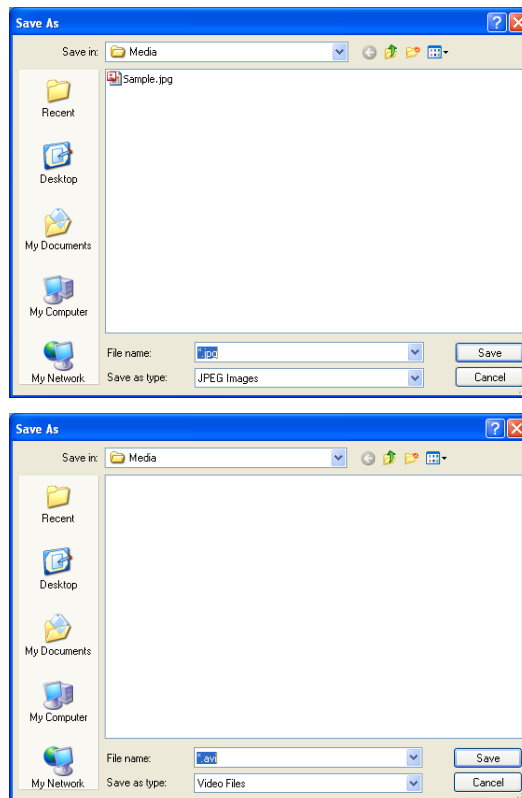 Save As
Save in: Media
Sample.jpg
Recent
Desktop
My Documents
My Computer
My Network
File name: *.jpg Save
Save as type: JPEG Images Cancel
Save As
Save in: Media
Recent
Desktop
My Documents
My Computer
My Network
File name: *.avi Save
Save as type: Video Files Cancel